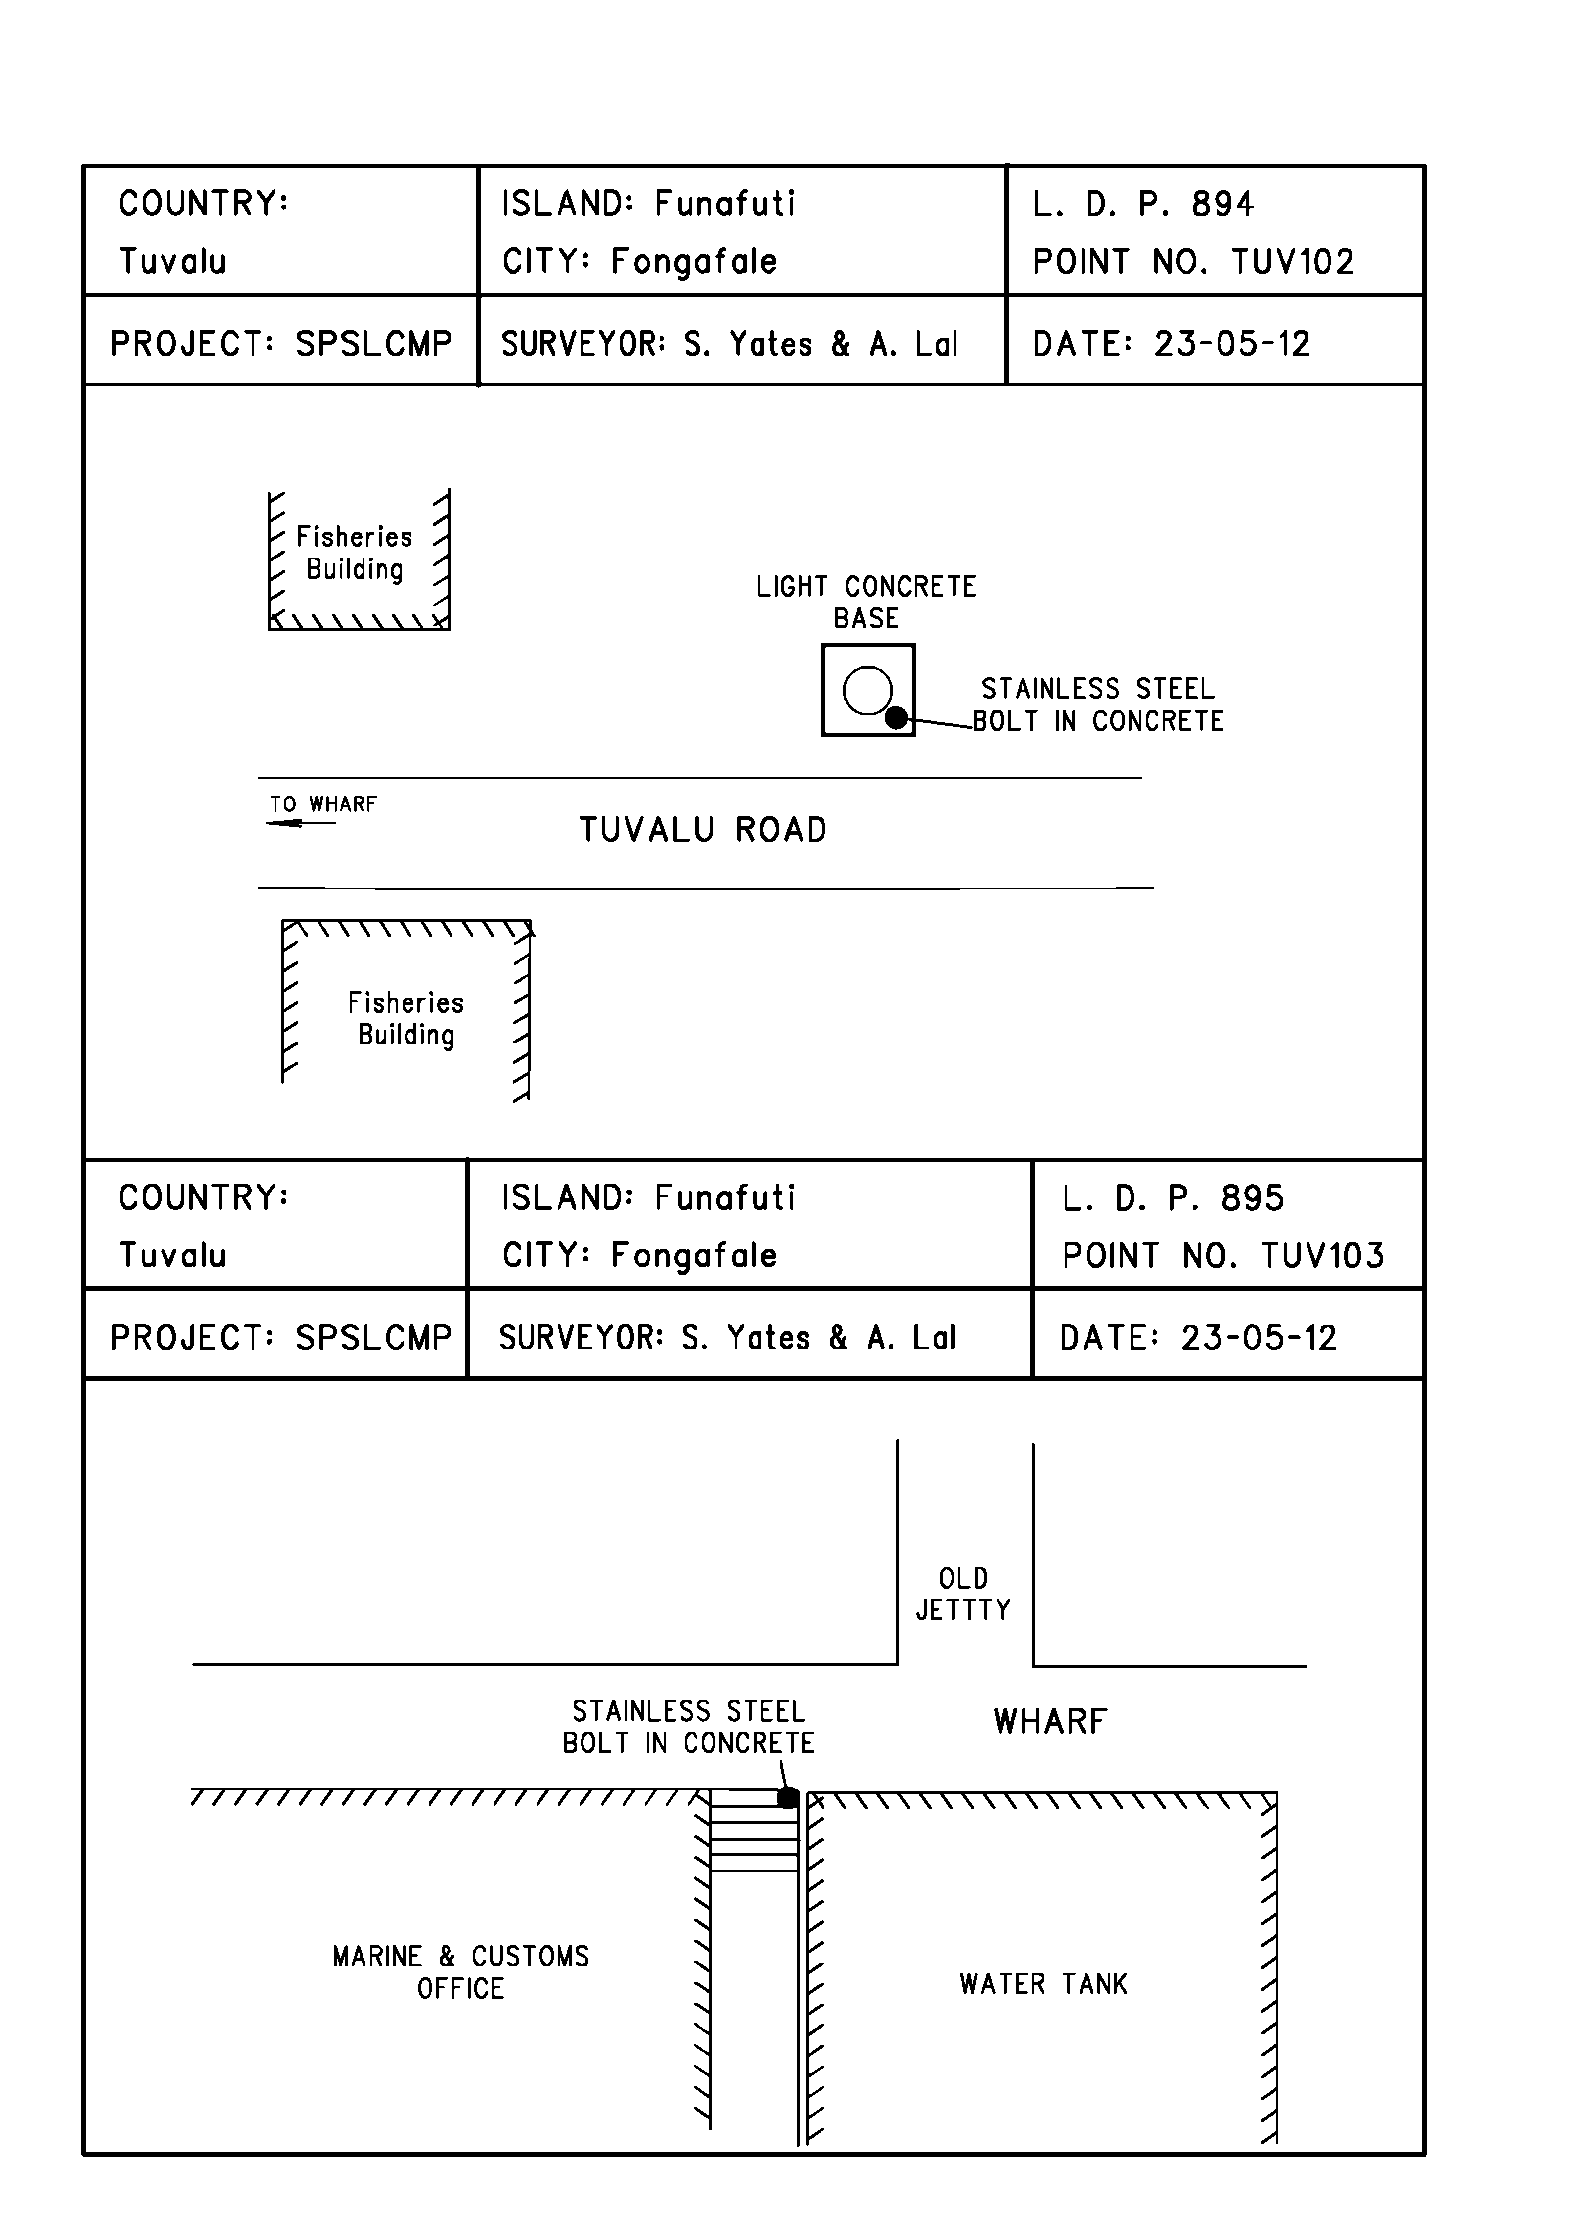 COUNTRY:
Tuvalu
ISLAND: Funafuti
CITY: Fongafale
L. D. P. 894
POINT NO. TUV102
PROJECT: SPSLCMP
SURVEYOR: S. Yates & A. Lal
DATE: 23-05-12
Fisheries
Building
LIGHT CONCRETE
BASE
STAINLESS STEEL
BOLT IN CONCRETE
TO WHARF
TUVALU ROAD
Fisheries
Building
COUNTRY:
Tuvalu
ISLAND: Funafuti
CITY: Fongafale
L. D. P. 895
POINT NO. TUV103
PROJECT: SPSLCMP
SURVEYOR: S. Yates & A. Lal
DATE: 23-05-12
OLD
JETTTY
STAINLESS STEEL
BOLT IN CONCRETE
WHARF
MARINE & CUSTOMS
OFFICE
WATER TANK